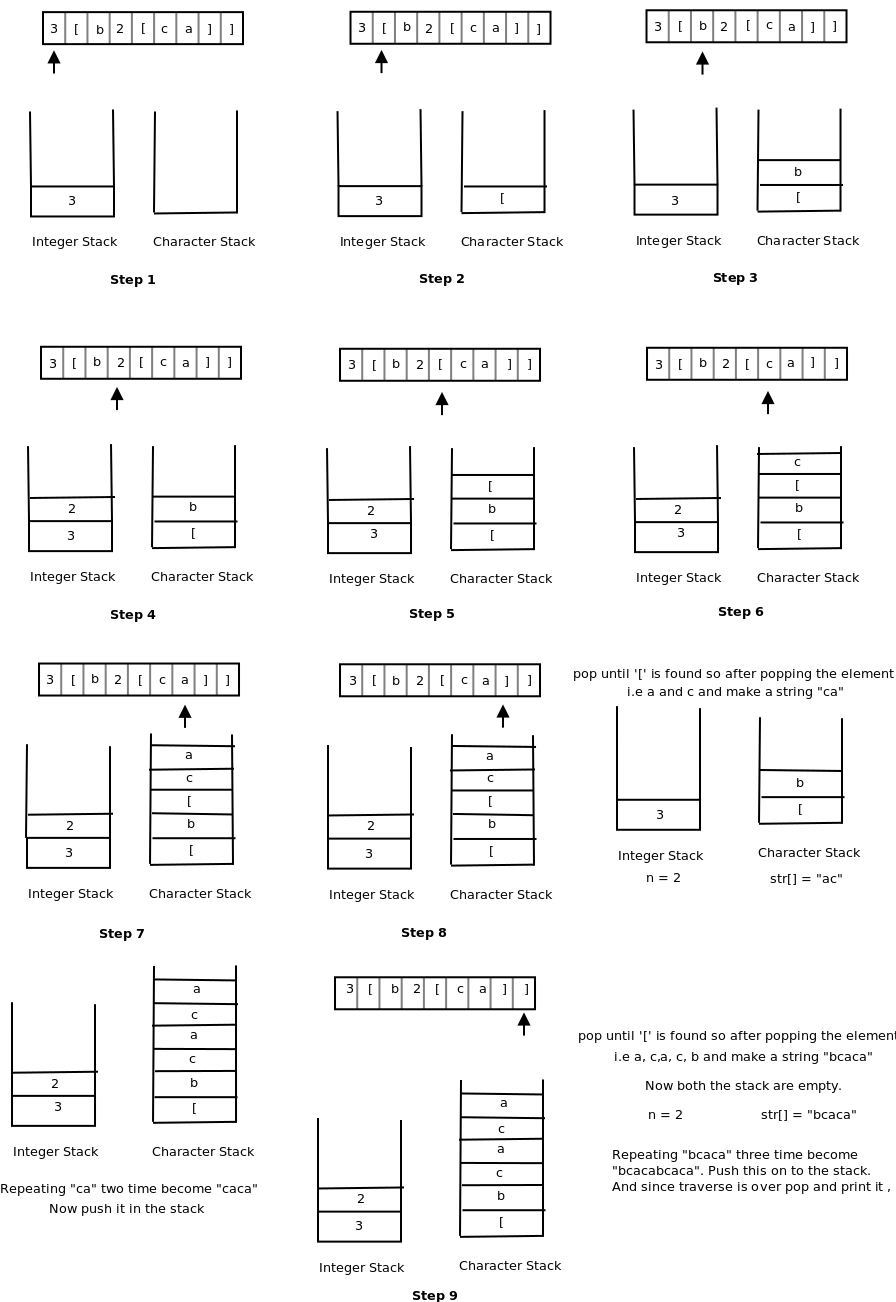 3 [ b 2 [ c a ] ]
3 [ b 2 [ c a ] ]
3 [ b 2 [ c a ] ]
3
3
[
3
b
[
Integer Stack Character Stack
Integer Stack Character Stack
Integer Stack Character Stack
Step 1
Step 2
Step 3
3 [ b 2 [ c a ] ]
3 [ b 2 [ c a ] ]
3 [ b 2 [ c a ] ]
2
3
b
[
2
3
[
b
[
2
3
c
[
b
[
Integer Stack Character Stack
Integer Stack Character Stack
Integer Stack Character Stack
Step 4
Step 5
Step 6
3 [ b 2 [ c a ] ]
3 [ b 2 [ c a ] ]
pop until '[' is found so after popping the element
i.e a and c and make a string "ca"
2
3
a
c
[
b
[
2
3
a
c
[
b
[
3
b
[
Integer Stack Character Stack
Integer Stack Character Stack
Integer Stack Character Stack
n = 2 str[] = "ac"
Step 7
Step 8
2
3
a
c
a
c
b
[
Integer Stack Character Stack
Repeating "ca" two time become "caca"
Now push it in the stack
3 [ b 2 [ c a ] ]
2
3
a
c
a
c
b
[
Integer Stack Character Stack
Step 9
pop until '[' is found so after popping the element
i.e a, c,a, c, b and make a string "bcaca"
Now both the stack are empty.
n = 2 str[] = "bcaca"
Repeating "bcaca" three time become
"bcacabcaca". Push this on to the stack.
And since traverse is over pop and print it ,